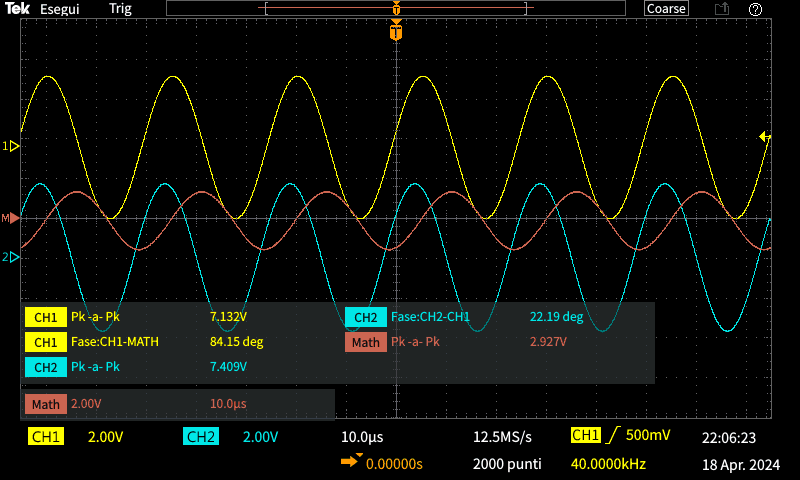 Tek Esegui Trig T Coarse ?
T
1
M
2
CH1 Pk-a-Pk 7.132V CH2 Fase:CH2-CH1 22.19 deg
CH1 Fase:CH1-MATH 84.15 deg Math Pk-a-Pk 2.927V
CH2 Pk-a-Pk 7.409V
Math 2.00V 10.0µs
CH1 2.00V CH2 2.00V 10.0µs 12.5MS/s CH1 500mV 22:06:23
0.00000s 2000 punti 40.0000kHz 18 Apr. 2024